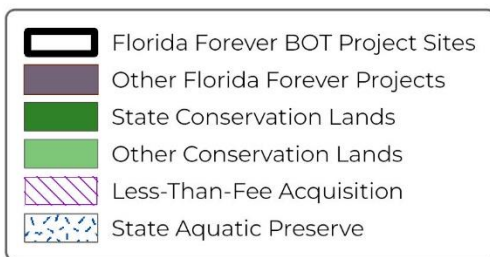 Florida Forever BOT Project Sites
Other Florida Forever Projects
State Conservation Lands
Other Conservation Lands
Less-Than-Fee Acquisition
State Aquatic Preserve